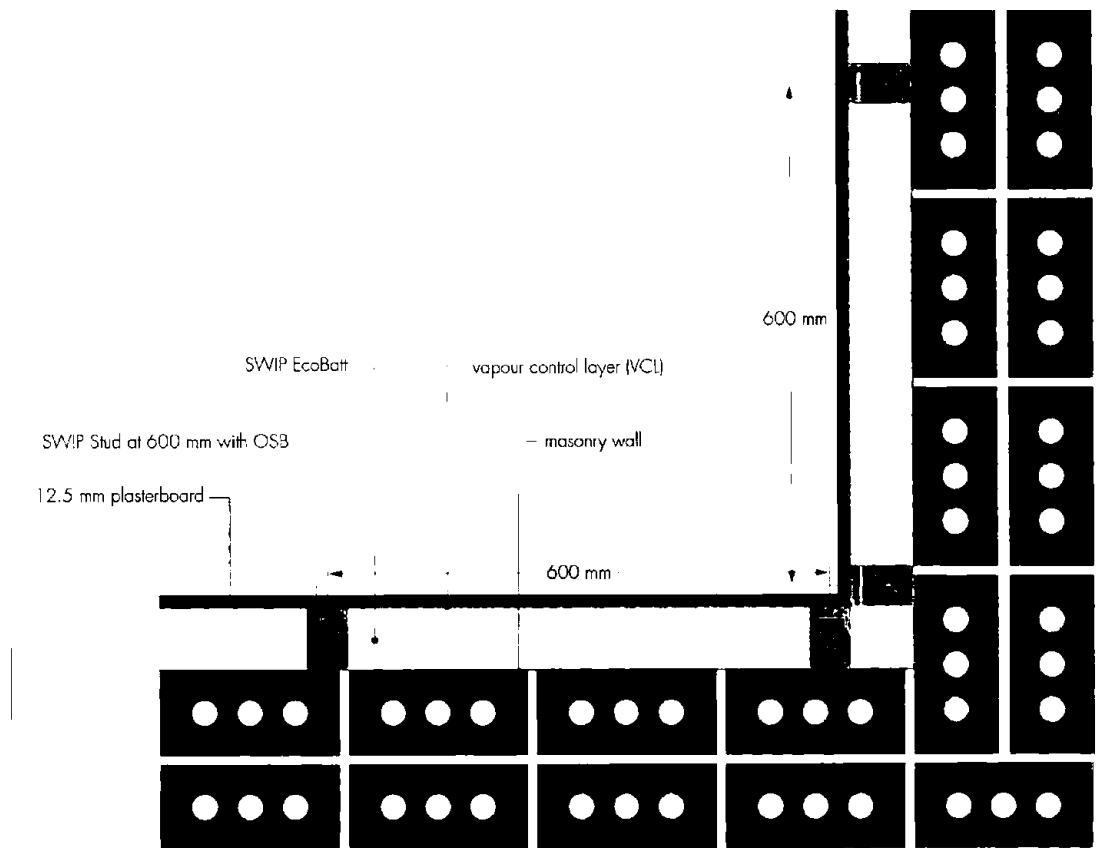 600 mm
SWIP EcoBatt
vapour control layer (VCL)
SWIP Stud at 600 mm with OSB
masonry wall
12.5 mm plasterboard
600 mm